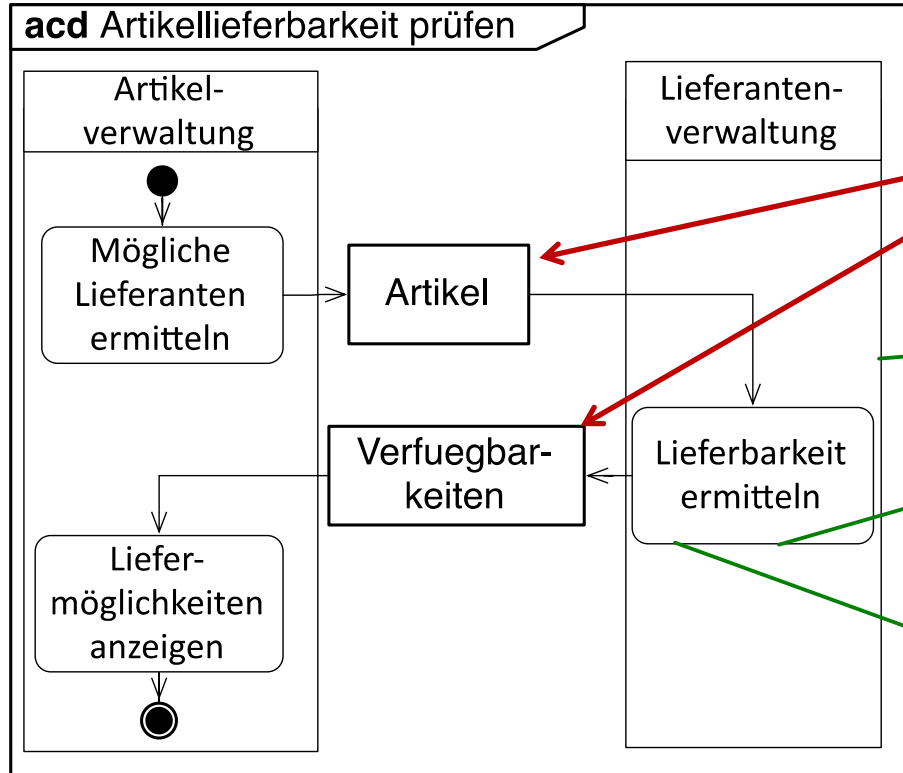 acd Artikellieferbarkeit prüfen
Artikel-
verwaltung
Lieferanten-
verwaltung
Mögliche
Lieferanten
ermitteln
Artikel
Verfuegbar-
keiten
Lieferbarkeit
ermitteln
Liefer-
möglichkeiten
anzeigen